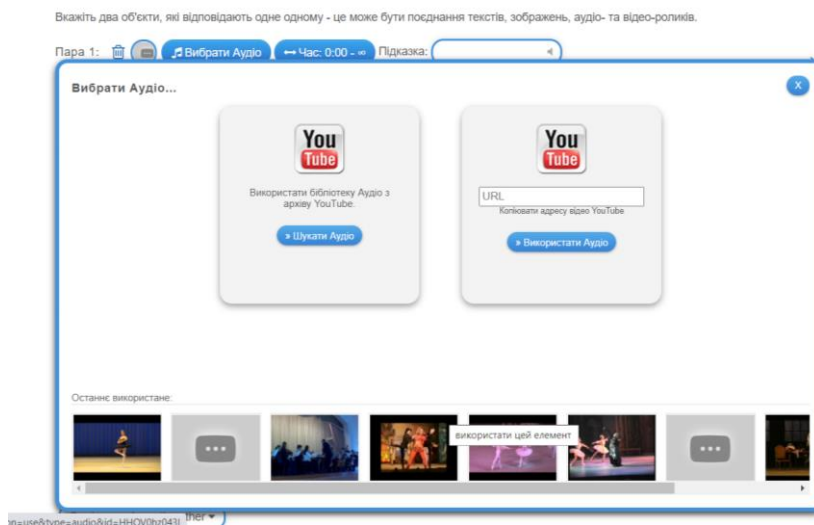 Вкажіть два об'єкти, які відповідають одне одному - це може бути поєднання текстів, зображень, аудіо- та відео-роликів.
Пара 1: Вибрати Аудіо Час: 0:00 - ∞ Підказка:
Вибрати Аудіо...
X
You
Tube
Використати бібліотеку Аудіо з
архіву YouTube.
» Шукати Аудіо
You
Tube
URL
Копіювати адресу відео YouTube
» Використати Аудіо
Останнє використане:
використати цей елемент